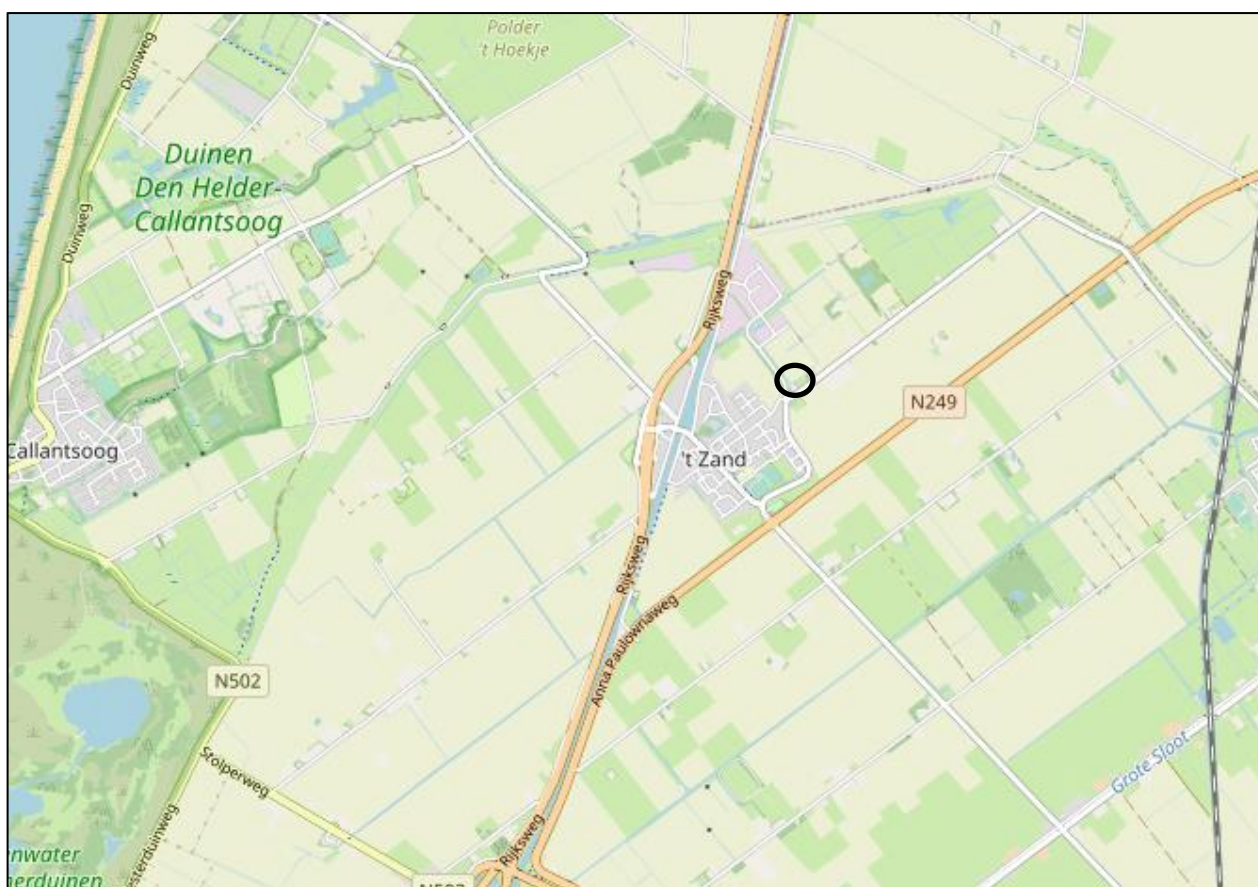 Polder
't Hoekje
Duinweg
Duinen
Den Helder-
Callantsoog
Duinweg
Rijksweg
N249
Callantsoog
't Zand
Rijksweg
Anna Paulownaweg
N502
Grote Sloot
Stolperweg
Rijksweg